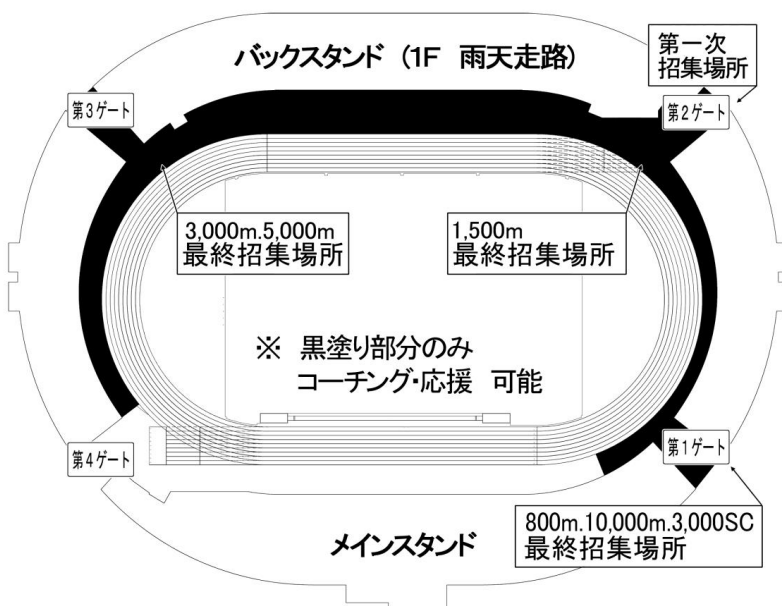 バックスタンド (1F 雨天走路)
第一次
招集場所
第3ゲート
第2ゲート
3,000m.5,000m
最終招集場所
1,500m
最終招集場所
※ 黒塗り部分のみ
コーチング・応援 可能
第4ゲート
第1ゲート
800m.10,000m.3,000SC
最終招集場所
メインスタンド